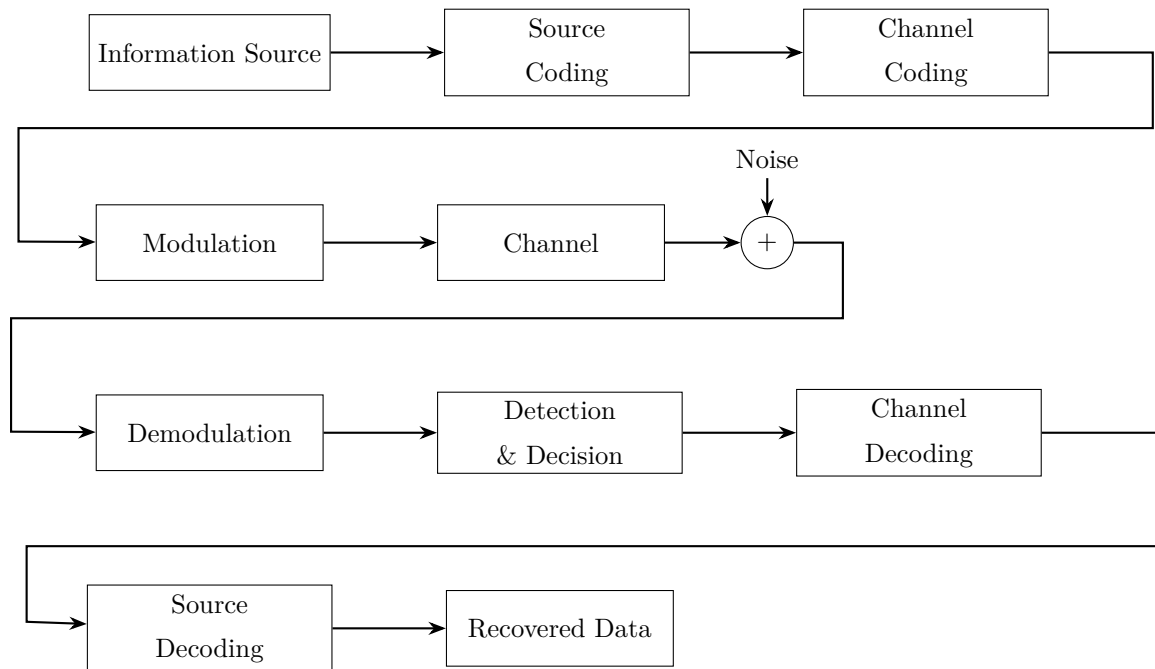 Information Source
Source
Coding
Channel
Coding
Noise
Modulation
Channel
+
Demodulation
Detection
& Decision
Channel
Decoding
Source
Decoding
Recovered Data